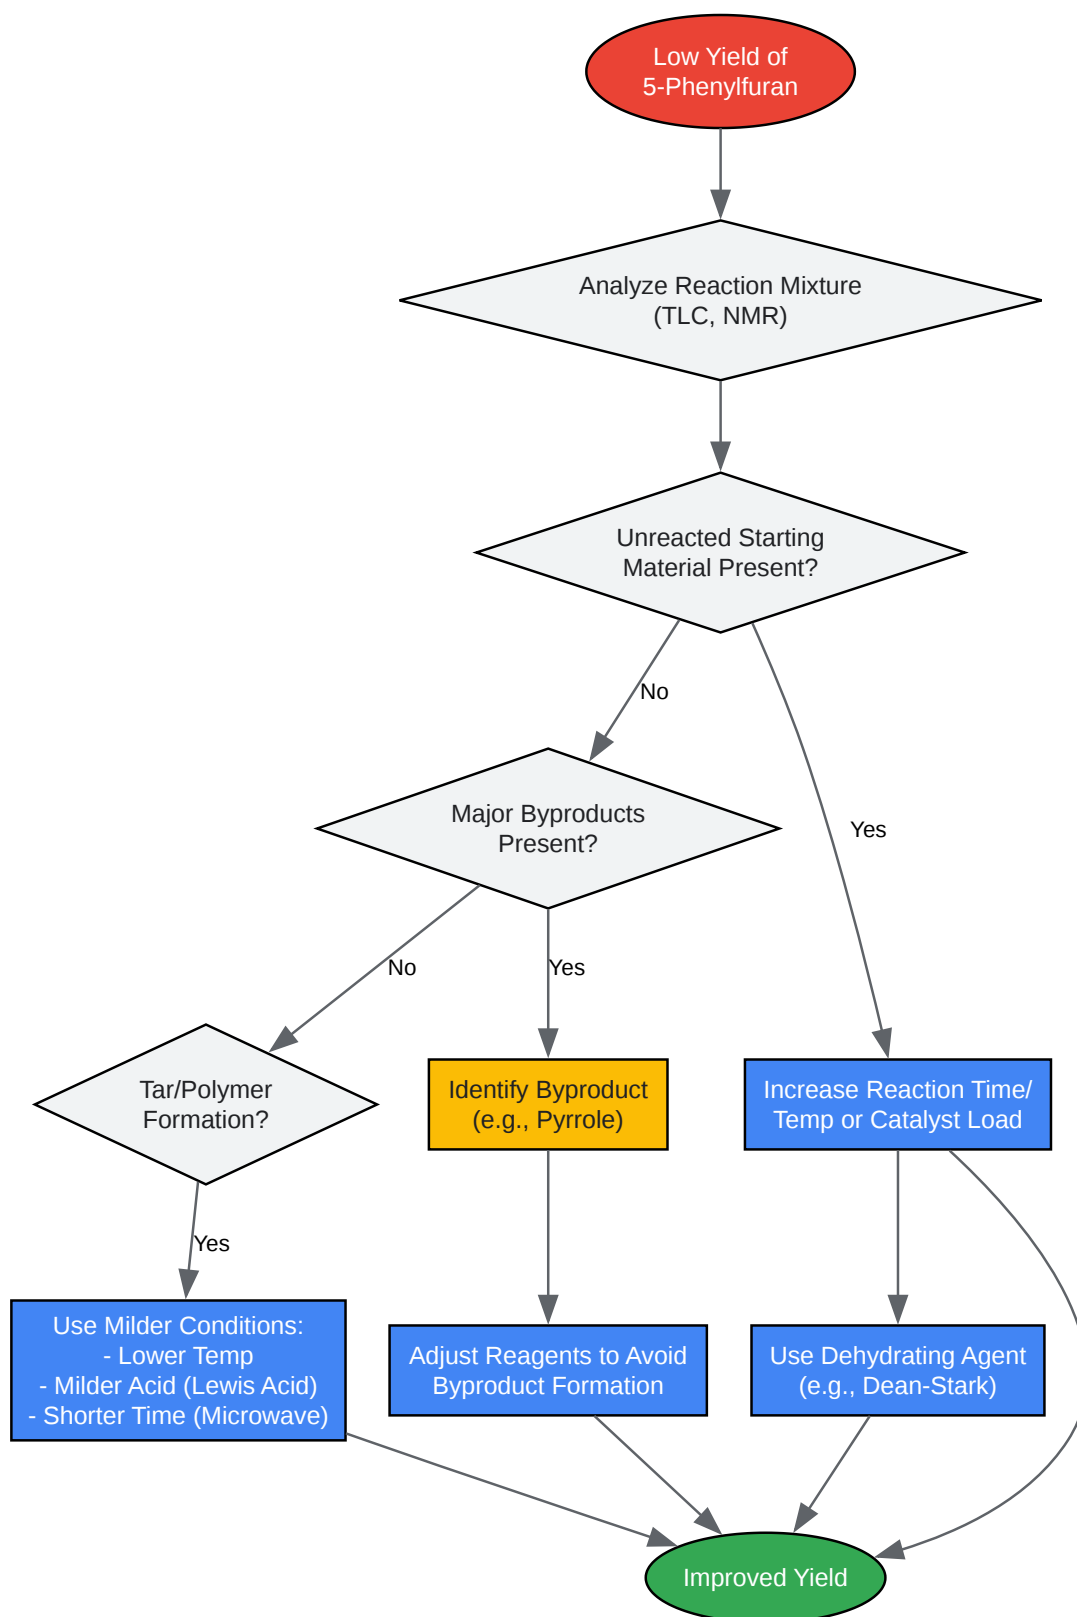 Low Yield of
5-Phenylfuran
Analyze Reaction Mixture
(TLC, NMR)
Unreacted Starting
Material Present?
No
Yes
Major Byproducts
Present?
No
Yes
Tar/Polymer
Formation?
Identify Byproduct
(e.g., Pyrrole)
Increase Reaction Time/
Temp or Catalyst Load
Yes
Use Milder Conditions:
- Lower Temp
- Milder Acid (Lewis Acid)
- Shorter Time (Microwave)
Adjust Reagents to Avoid
Byproduct Formation
Use Dehydrating Agent
(e.g., Dean-Stark)
Improved Yield